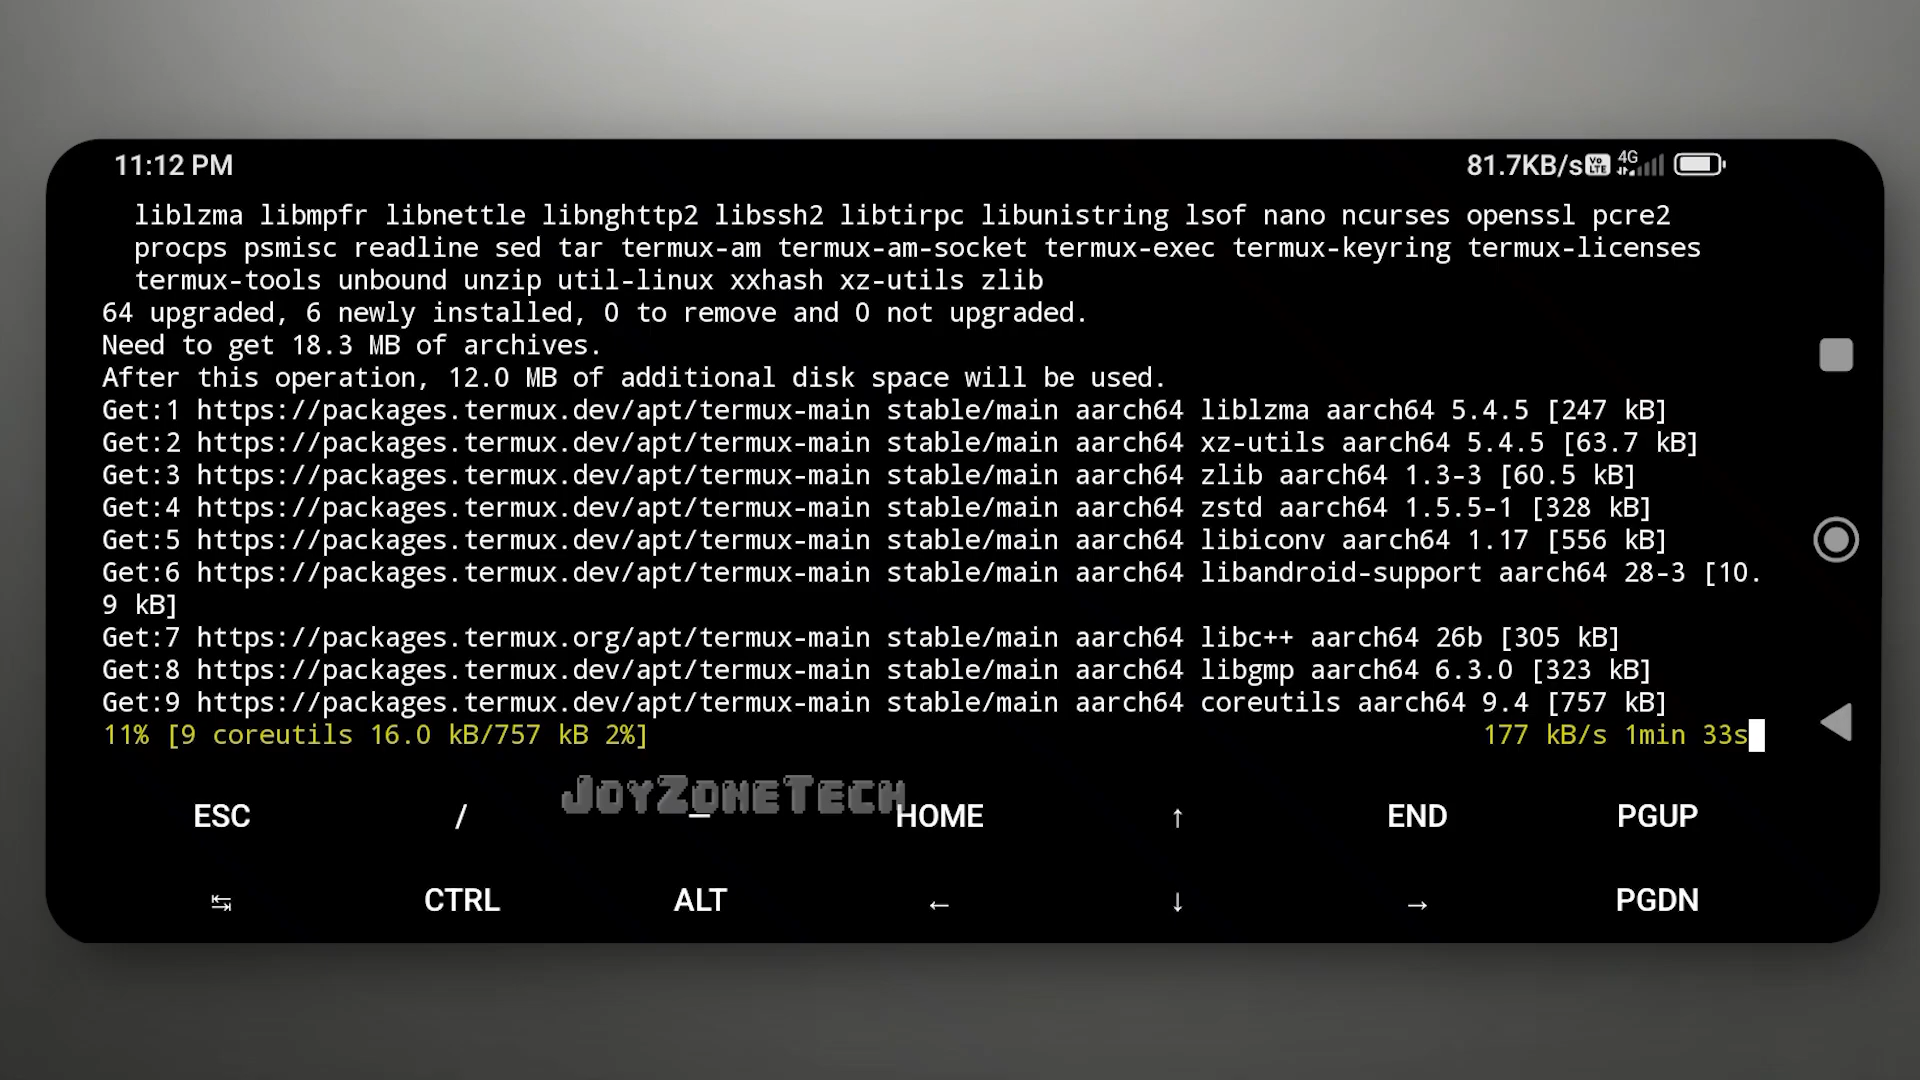 11:12 PM 81.7KB/s Vo LTE 4G
liblzma libmpfr libnettle libnghttp2 libssh2 libtirpc libunistring lsof nano ncurses openssl pcre2
procps psmisc readline sed tar termux-am termux-am-socket termux-exec termux-keyring termux-licenses
termux-tools unbound unzip util-linux xxhash xz-utils zlib
64 upgraded, 6 newly installed, 0 to remove and 0 not upgraded.
Need to get 18.3 MB of archives.
After this operation, 12.0 MB of additional disk space will be used.
Get:1 https://packages.termux.dev/apt/termux-main stable/main aarch64 liblzma aarch64 5.4.5 [247 kB]
Get:2 https://packages.termux.dev/apt/termux-main stable/main aarch64 xz-utils aarch64 5.4.5 [63.7 kB]
Get:3 https://packages.termux.dev/apt/termux-main stable/main aarch64 zlib aarch64 1.3-3 [60.5 kB]
Get:4 https://packages.termux.dev/apt/termux-main stable/main aarch64 zstd aarch64 1.5.5-1 [328 kB]
Get:5 https://packages.termux.dev/apt/termux-main stable/main aarch64 libiconv aarch64 1.17 [556 kB]
Get:6 https://packages.termux.dev/apt/termux-main stable/main aarch64 libandroid-support aarch64 28-3 [10.
9 kB]
Get:7 https://packages.termux.org/apt/termux-main stable/main aarch64 libc++ aarch64 26b [305 kB]
Get:8 https://packages.termux.dev/apt/termux-main stable/main aarch64 libgmp aarch64 6.3.0 [323 kB]
Get:9 https://packages.termux.dev/apt/termux-main stable/main aarch64 coreutils aarch64 9.4 [757 kB]
11% [9 coreutils 16.0 kB/757 kB 2%] 177 kB/s 1min 33s
JoyZoneTech
ESC / – HOME ↑ END PGUP
↹ CTRL ALT ← ↓ → PGDN